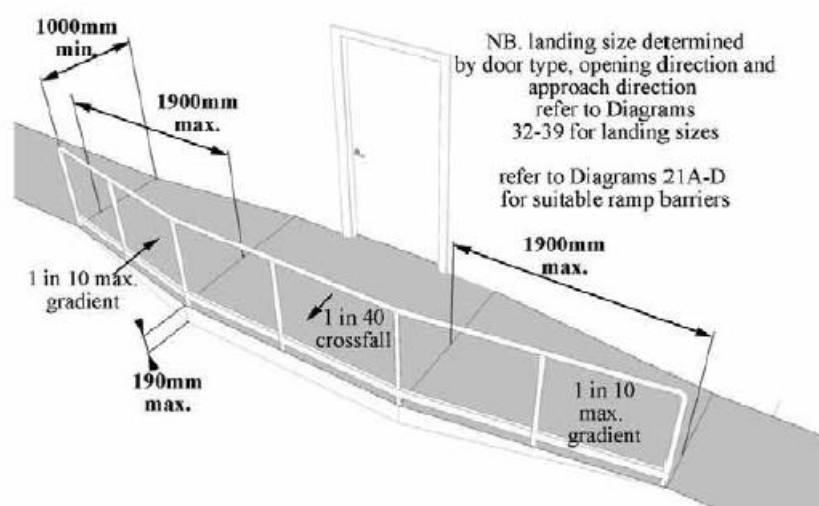 1000mm
min.
1900mm
max.
NB. landing size determined
by door type, opening direction and
approach direction
refer to Diagrams
32-39 for landing sizes
refer to Diagrams 21A-D
for suitable ramp barriers
1900mm
max.
1 in 10 max.
gradient
1 in 40
crossfall
190mm
max.
1 in 10
max.
gradient